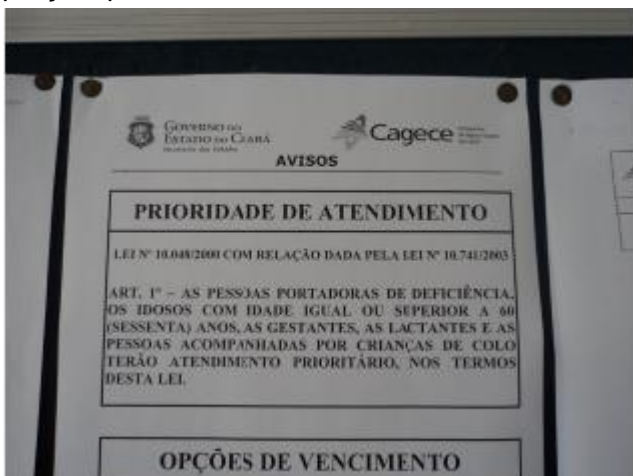 GOVERNO DO
ESTADO DO CEARÁ
Cagece
AVISOS
PRIORIDADE DE ATENDIMENTO
LEI Nº 10.048/2000 COM RELAÇÃO DADA PELA LEI Nº 10.741/2003
ART. 1º – AS PESSOAS PORTADORAS DE DEFICIÊNCIA,
OS IDOSOS COM IDADE IGUAL OU SUPERIOR A 60
(SESSENTA) ANOS, AS GESTANTES, AS LACTANTES E AS
PESSOAS ACOMPANHADAS POR CRIANÇAS DE COLO
TERÃO ATENDIMENTO PRIORITÁRIO, NOS TERMOS
DESTA LEI.
OPÇÕES DE VENCIMENTO